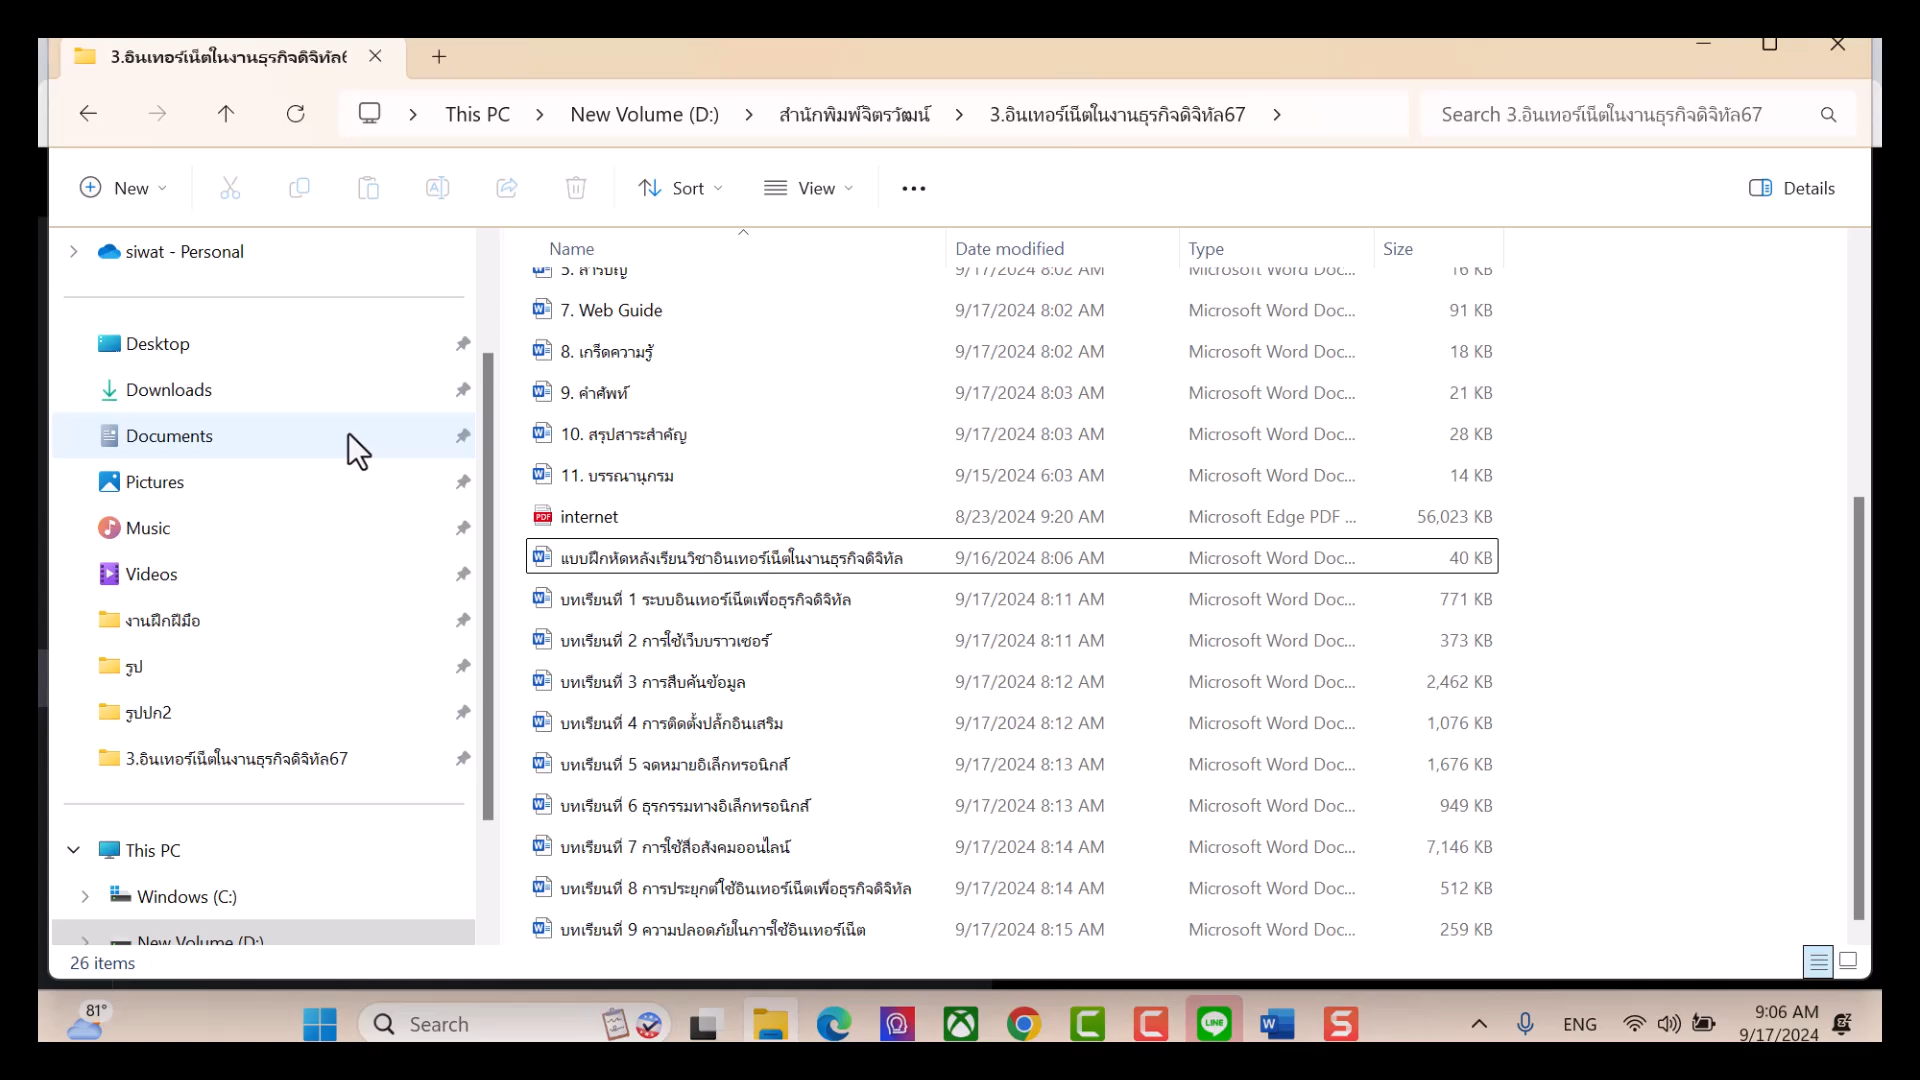 3.อินเทอร์เน็ตในงานธุรกิจดิจิทัล6
This PC
New Volume (D:)
สำนักพิมพ์จิตรวัฒน์
3.อินเทอร์เน็ตในงานธุรกิจดิจิทัล67
Search 3.อินเทอร์เน็ตในงานธุรกิจดิจิทัล67
New
Sort
View
Details
siwat - Personal
Desktop
Downloads
Documents
Pictures
Music
Videos
งานฝึกฝีมือ
รูป
รูปปก2
3.อินเทอร์เน็ตในงานธุรกิจดิจิทัล67
This PC
Windows (C:)
New Volume (D:)
Name Date modified Type Size
5. สารบัญ 9/17/2024 8:02 AM Microsoft Word Doc... 16 KB
7. Web Guide 9/17/2024 8:02 AM Microsoft Word Doc... 91 KB
8. เกร็ดความรู้ 9/17/2024 8:02 AM Microsoft Word Doc... 18 KB
9. คำศัพท์ 9/17/2024 8:03 AM Microsoft Word Doc... 21 KB
10. สรุปสาระสำคัญ 9/17/2024 8:03 AM Microsoft Word Doc... 28 KB
11. บรรณานุกรม 9/15/2024 6:03 AM Microsoft Word Doc... 14 KB
internet 8/23/2024 9:20 AM Microsoft Edge PDF ... 56,023 KB
แบบฝึกหัดหลังเรียนวิชาอินเทอร์เน็ตในงานธุรกิจดิจิทัล 9/16/2024 8:06 AM Microsoft Word Doc... 40 KB
บทเรียนที่ 1 ระบบอินเทอร์เน็ตเพื่อธุรกิจดิจิทัล 9/17/2024 8:11 AM Microsoft Word Doc... 771 KB
บทเรียนที่ 2 การใช้เว็บบราวเซอร์ 9/17/2024 8:11 AM Microsoft Word Doc... 373 KB
บทเรียนที่ 3 การสืบค้นข้อมูล 9/17/2024 8:12 AM Microsoft Word Doc... 2,462 KB
บทเรียนที่ 4 การติดตั้งปลั้กอินเสริม 9/17/2024 8:12 AM Microsoft Word Doc... 1,076 KB
บทเรียนที่ 5 จดหมายอิเล็กทรอนิกส์ 9/17/2024 8:13 AM Microsoft Word Doc... 1,676 KB
บทเรียนที่ 6 ธุรกรรมทางอิเล็กทรอนิกส์ 9/17/2024 8:13 AM Microsoft Word Doc... 949 KB
บทเรียนที่ 7 การใช้สื่อสังคมออนไลน์ 9/17/2024 8:14 AM Microsoft Word Doc... 7,146 KB
บทเรียนที่ 8 การประยุกต์ใช้อินเทอร์เน็ตเพื่อธุรกิจดิจิทัล 9/17/2024 8:14 AM Microsoft Word Doc... 512 KB
บทเรียนที่ 9 ความปลอดภัยในการใช้อินเทอร์เน็ต 9/17/2024 8:15 AM Microsoft Word Doc... 259 KB
26 items
81°
Search
LINE
ENG
9:06 AM
9/17/2024